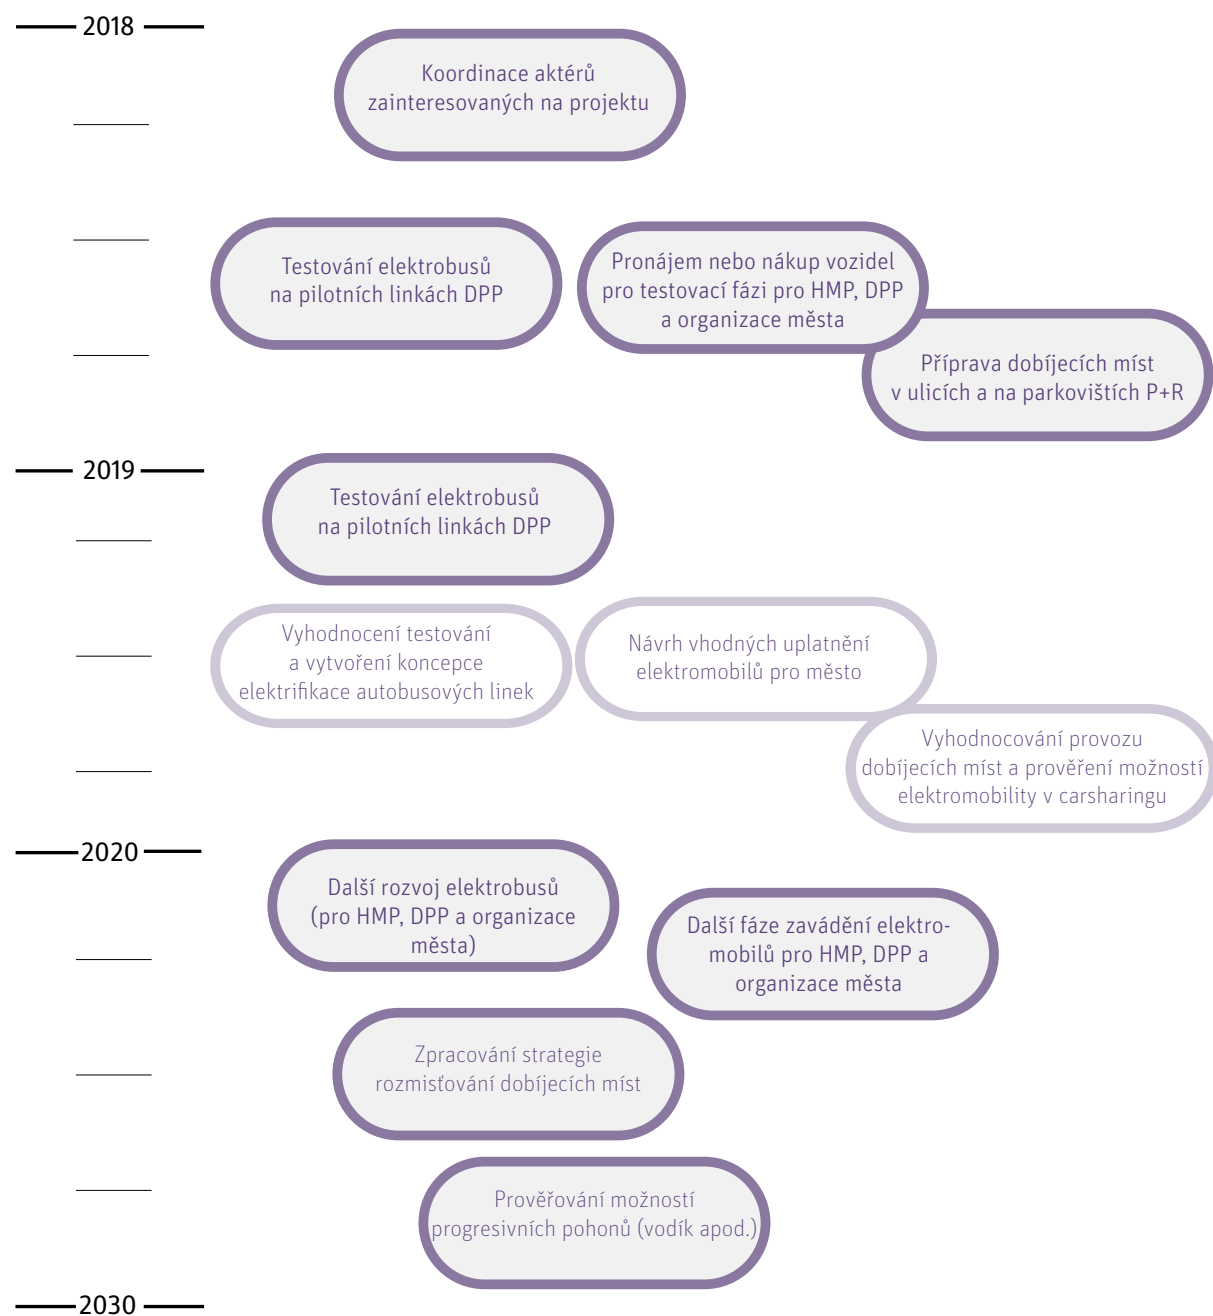 2018
Koordinace aktérů
zainteresovaných na projektu
Testování elektrobusů
na pilotních linkách DPP
Pronájem nebo nákup vozidel
pro testovací fázi pro HMP, DPP
a organizace města
Příprava dobíjecích míst
v ulicích a na parkovištích P+R
2019
Testování elektrobusů
na pilotních linkách DPP
Vyhodnocení testování
a vytvoření koncepce
elektrifikace autobusových linek
Návrh vhodných uplatnění
elektromobilů pro město
Vyhodnocování provozu
dobíjecích míst a prověření možností
elektromobility v carsharingu
2020
Další rozvoj elektrobusů
(pro HMP, DPP a organizace
města)
Další fáze zavádění elektro-
mobilů pro HMP, DPP a
organizace města
Zpracování strategie
rozmisťování dobíjecích míst
Prověřování možností
progresivních pohonů (vodík apod.)
2030